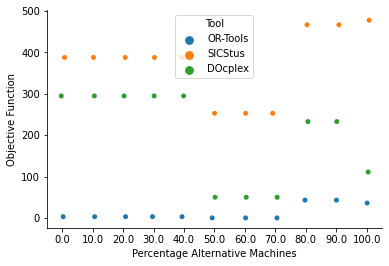 Tool
OR-Tools
SICStus
DOcplex
Objective Function
500
400
300
200
100
0
0.0 10.0 20.0 30.0 40.0 50.0 60.0 70.0 80.0 90.0 100.0
Percentage Alternative Machines